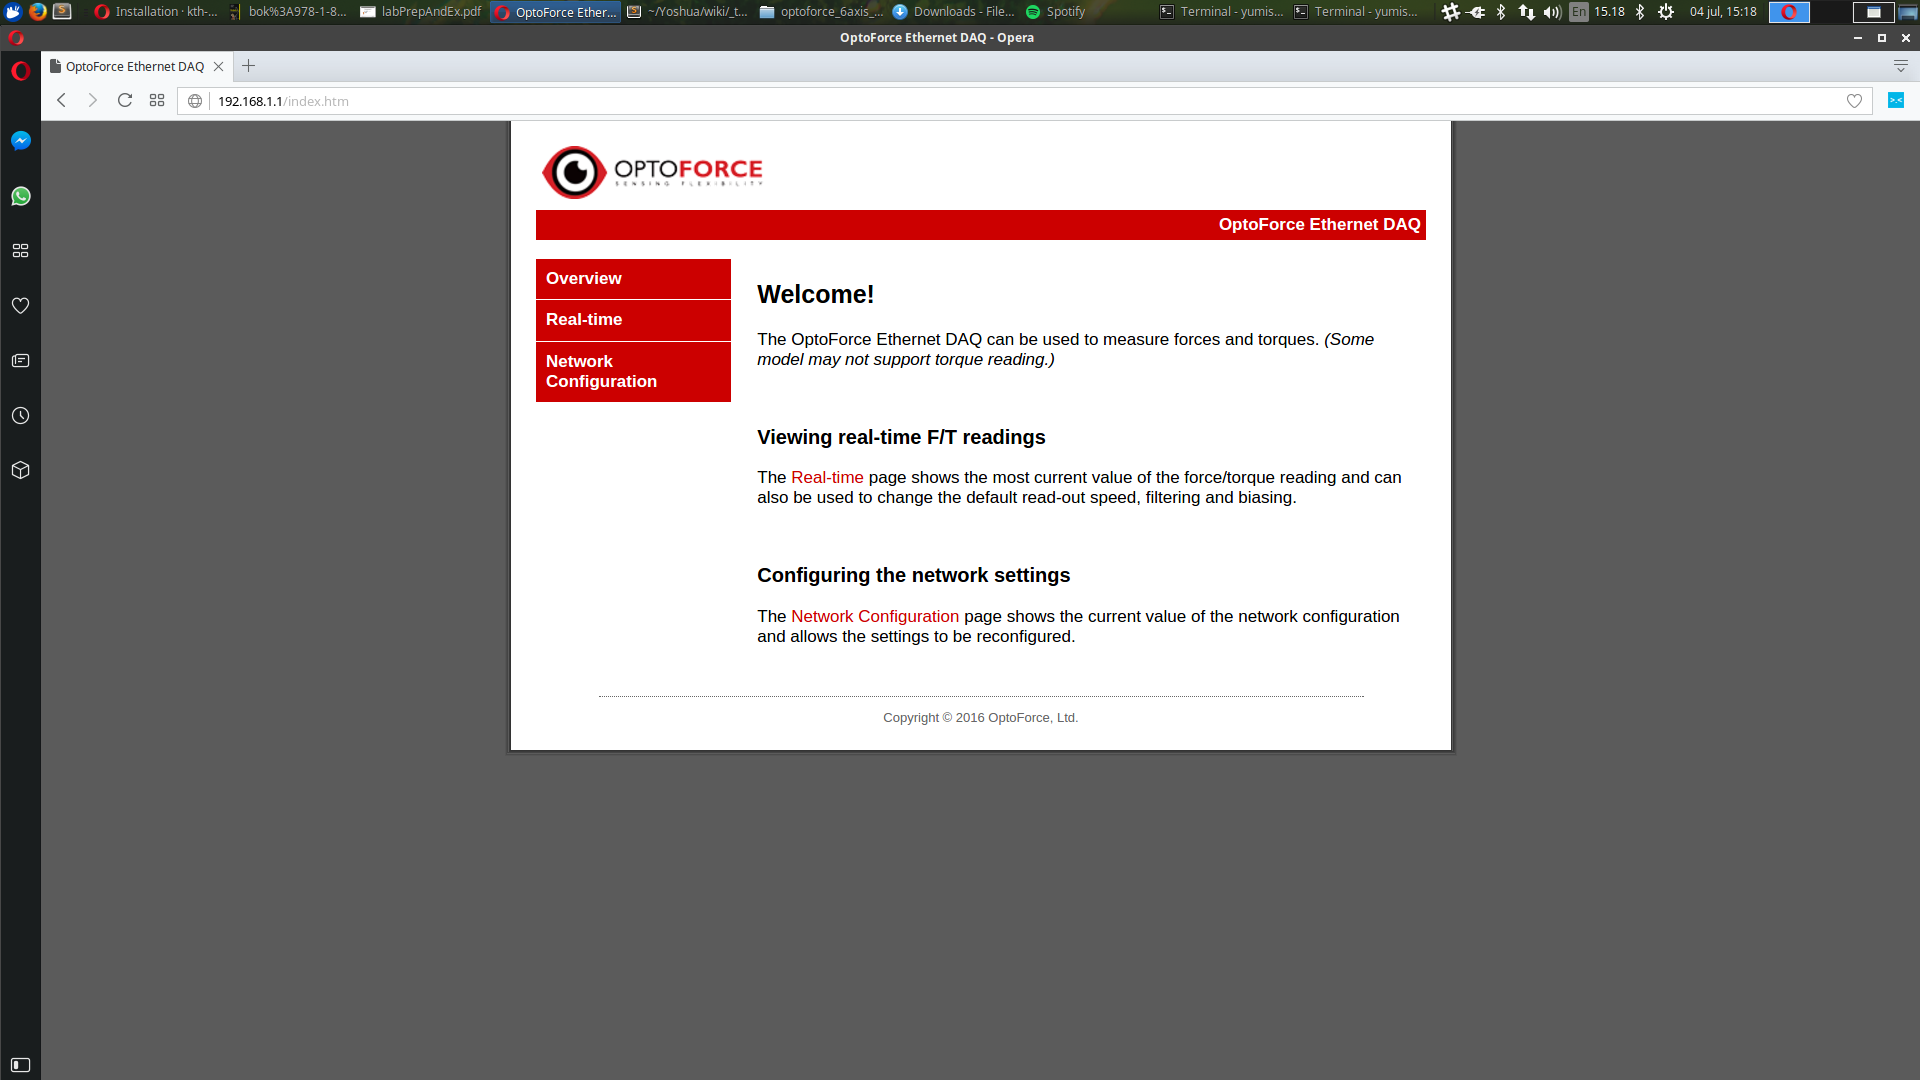 Installation · kth-...
bok%3A978-1-8...
labPrepAndEx.pdf
OptoForce Ether...
~/Yoshua/wiki/_t...
optoforce_6axis_...
Downloads - File...
Spotify
Terminal - yumis...
Terminal - yumis...
En
15.18
04 jul, 15:18
OptoForce Ethernet DAQ - Opera
OptoForce Ethernet DAQ
192.168.1.1/index.htm
OPTOFORCE
SENSING FLEXIBILITY
OptoForce Ethernet DAQ
Overview
Real-time
Network
Configuration
Welcome!
The OptoForce Ethernet DAQ can be used to measure forces and torques. (Some
model may not support torque reading.)
Viewing real-time F/T readings
The Real-time page shows the most current value of the force/torque reading and can
also be used to change the default read-out speed, filtering and biasing.
Configuring the network settings
The Network Configuration page shows the current value of the network configuration
and allows the settings to be reconfigured.
Copyright © 2016 OptoForce, Ltd.